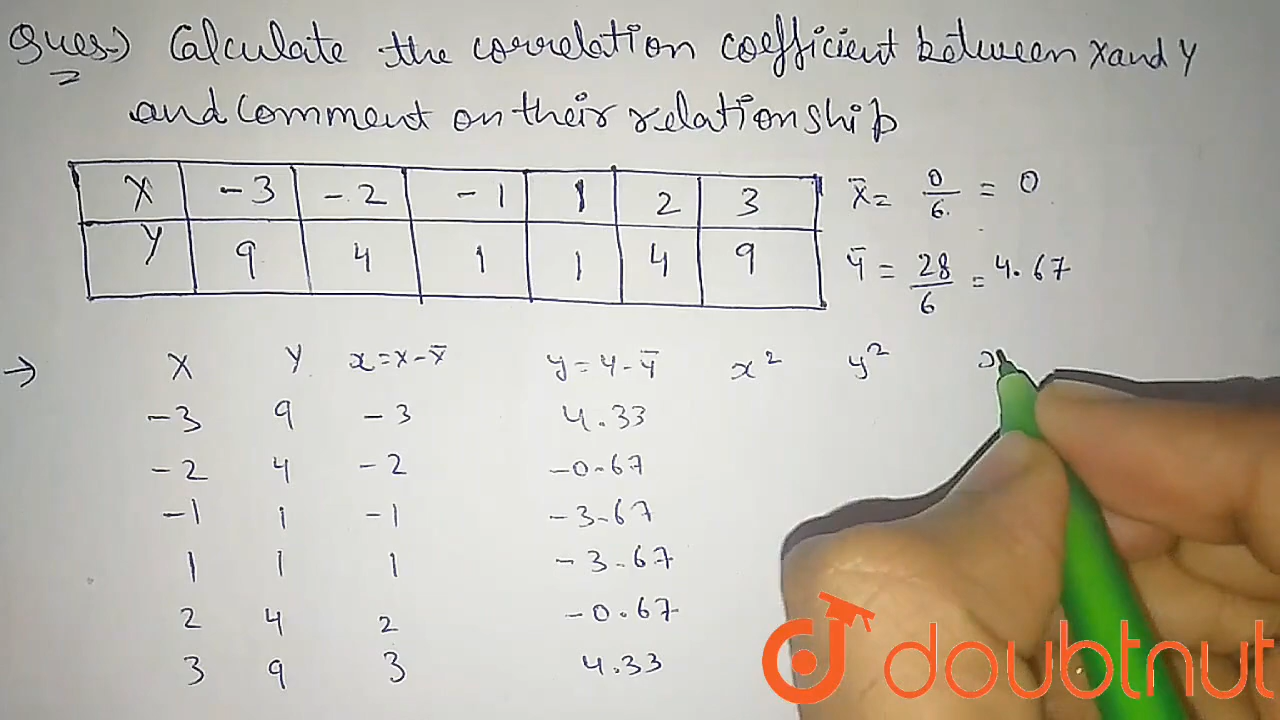 Ques) Calculate the correlation coefficient between X and Y
and Comment on their relationship
X -3 -2 -1 1 2 3
Y 9 4 1 1 4 9
X̄ = 0/6 = 0
Ȳ = 28/6 = 4.67
→ X Y x=X-X̄ y=Y-Ȳ x² y² x
-3 9 -3 4.33
-2 4 -2 -0.67
-1 1 -1 -3.67
1 1 1 -3.67
2 4 2 -0.67
3 9 3 4.33
doubtnut